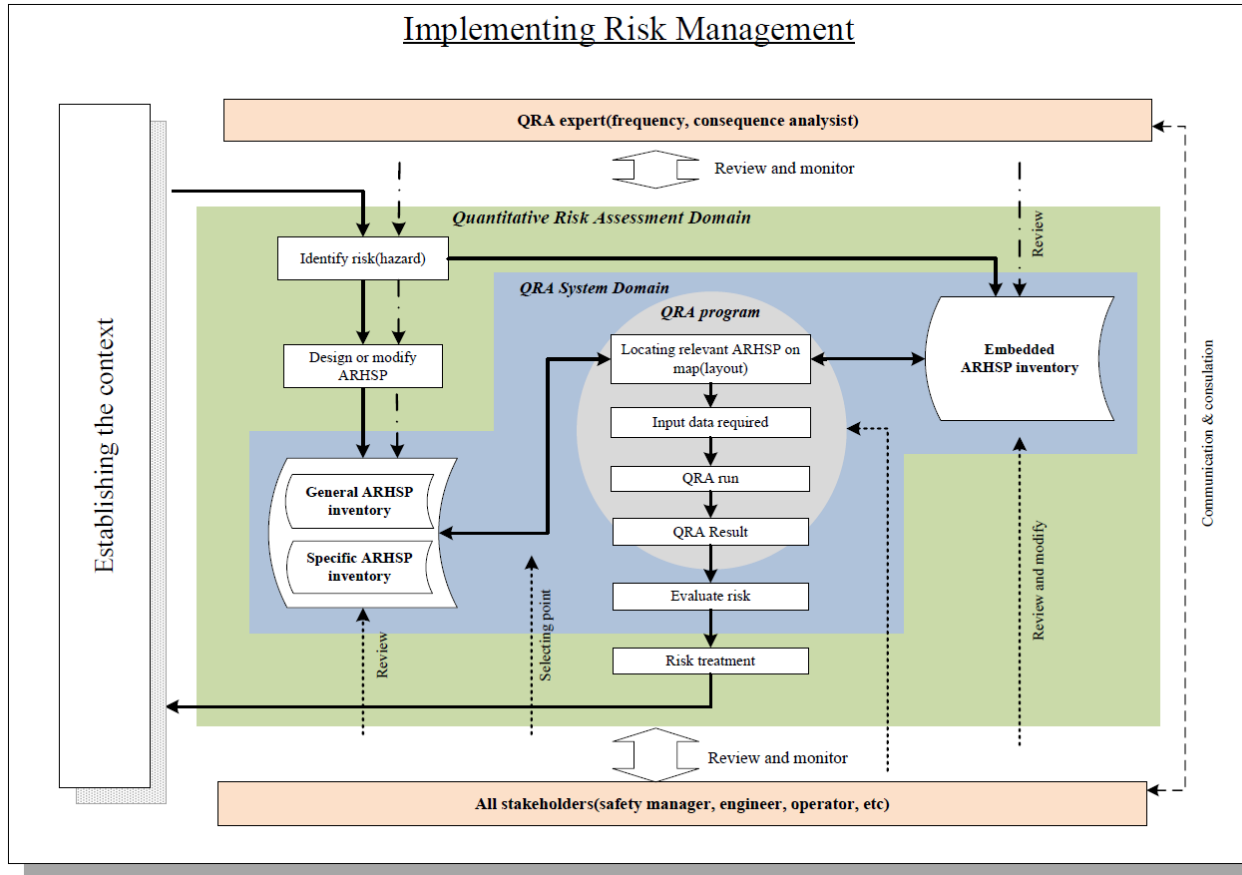 Implementing Risk Management
QRA expert(frequency, consequence analysist)
Review and monitor
Quantitative Risk Assessment Domain
Review
Identify risk(hazard)
QRA System Domain
QRA program
Establishing the context
Design or modify
ARHSP
Locating relevant ARHSP on
map(layout)
Embedded
ARHSP inventory
Communication & consulation
Input data required
General ARHSP
inventory
QRA run
QRA Result
Specific ARHSP
inventory
Evaluate risk
Review
Selecting point
Review and modify
Risk treatment
Review and monitor
All stakeholders(safety manager, engineer, operator, etc)